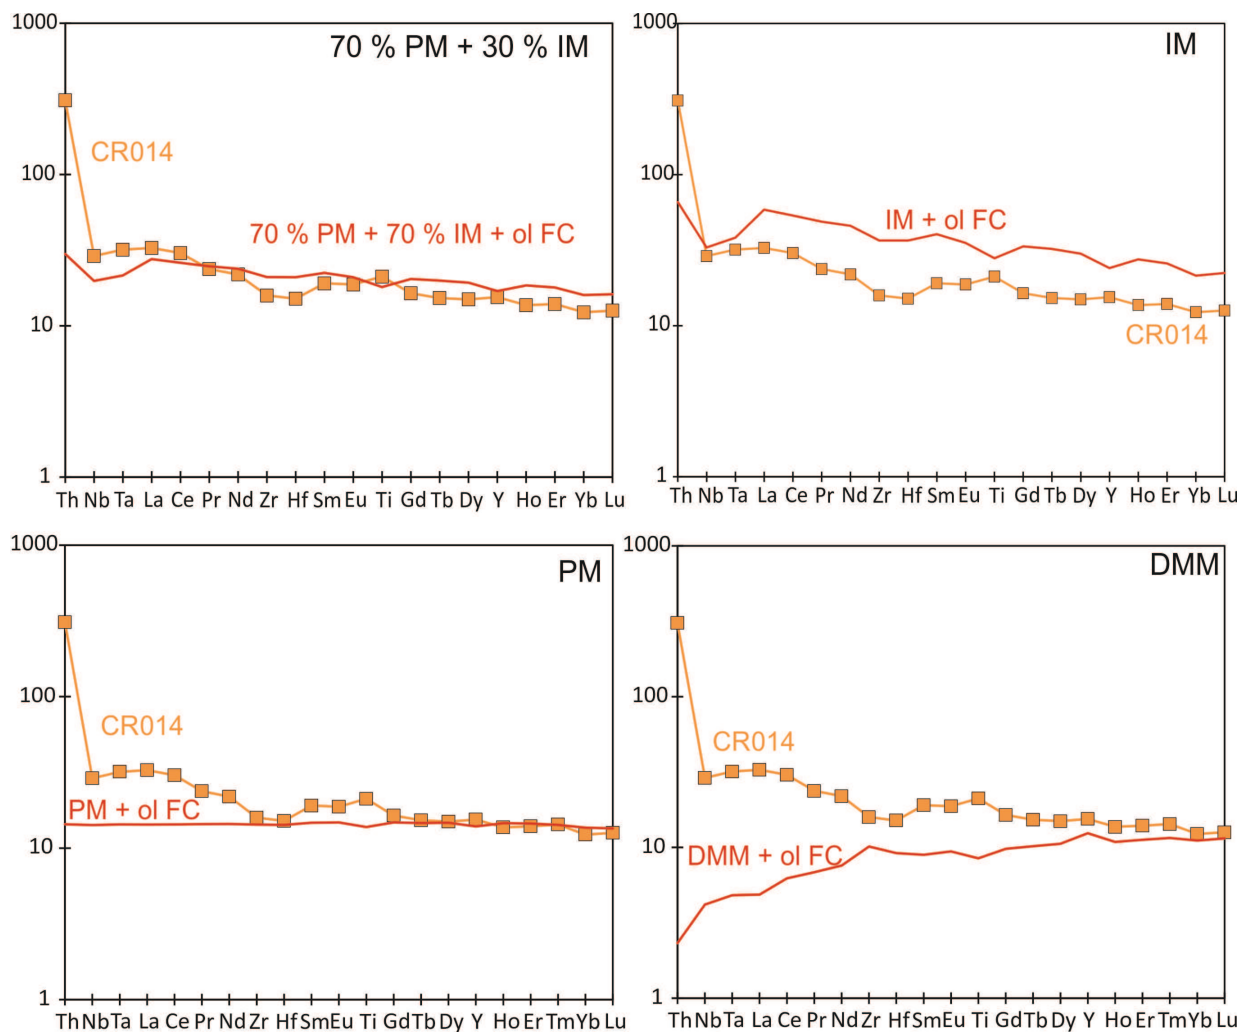 1000
70 % PM + 30 % IM
CR014
100
70 % PM + 70 % IM + ol FC
10
1
Th Nb Ta La Ce Pr Nd Zr Hf Sm Eu Ti Gd Tb Dy Y Ho Er Yb Lu
1000
IM
100
IM + ol FC
10
CR014
1
Th Nb Ta La Ce Pr Nd Zr Hf Sm Eu Ti Gd Tb Dy Y Ho Er Yb Lu
1000
PM
100
CR014
PM + ol FC
10
1
Th Nb Ta La Ce Pr Nd Zr Hf Sm Eu Ti Gd Tb Dy Y Ho Er Tm Yb Lu
1000
DMM
100
CR014
10
DMM + ol FC
1
Th Nb Ta La Ce Pr Nd Zr Hf Sm Eu Ti Gd Tb Dy Y Ho Er Tm Yb Lu